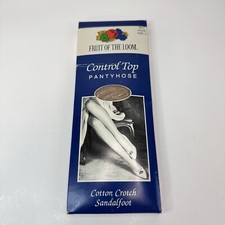 FRUIT OF THE LOOM
Control Top
PANTYHOSE
Cotton Crotch
Sandalfoot